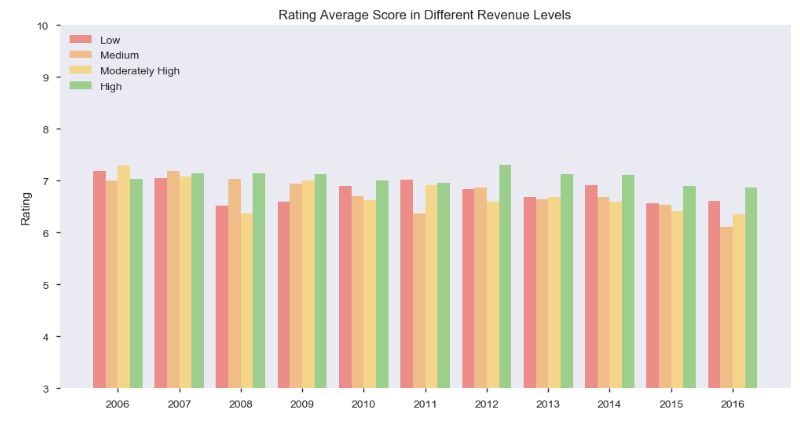 Rating Average Score in Different Revenue Levels
Low
Medium
Moderately High
High
Rating
10
9
8
7
6
5
4
3
2006 2007 2008 2009 2010 2011 2012 2013 2014 2015 2016